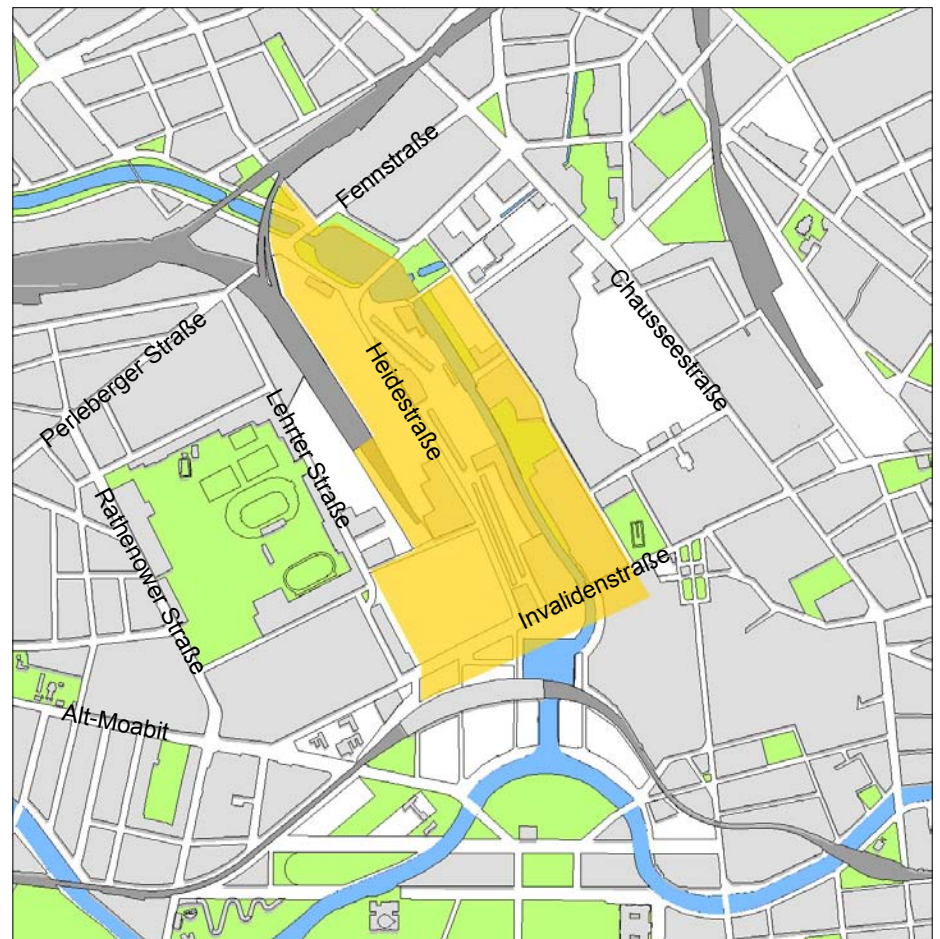 Fennstraße
Chausseestraße
Perleberger Straße
Heidestraße
Lehrter Straße
Rathenower Straße
Invalidenstraße
Alt-Moabit